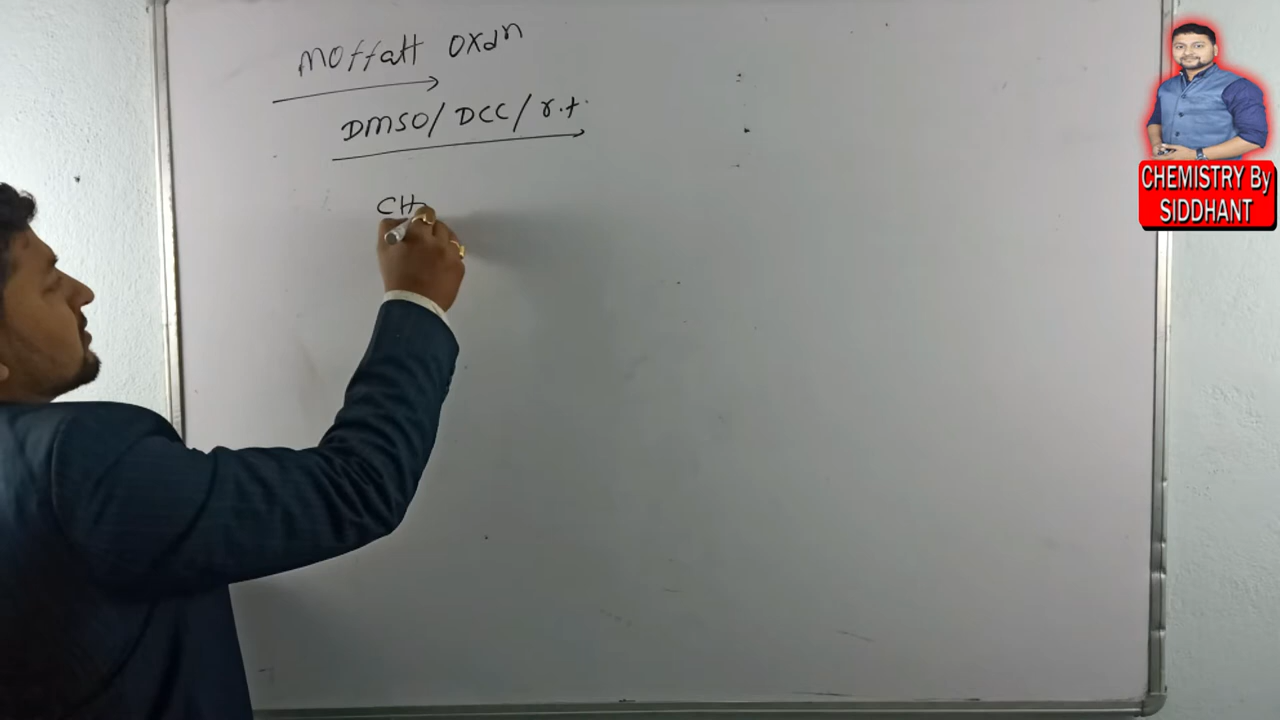 Moffatt Oxdn
DMSO/ DCC/ r.t.
CH
CHEMISTRY By
SIDDHANT